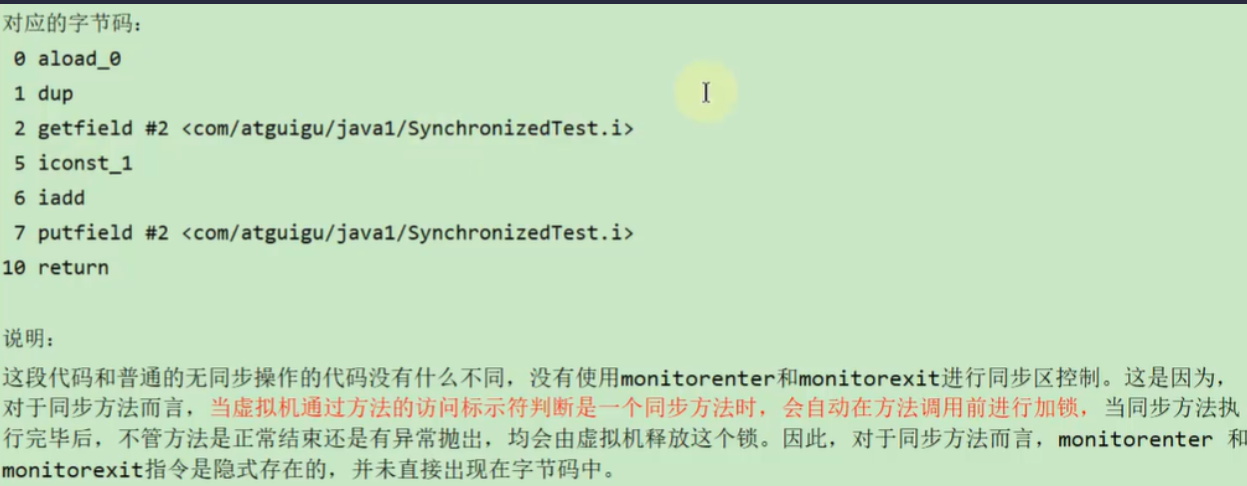 对应的字节码：
0 aload_0
1 dup
2 getfield #2 <com/atguigu/java1/SynchronizedTest.i>
5 iconst_1
6 iadd
7 putfield #2 <com/atguigu/java1/SynchronizedTest.i>
10 return
说明：
这段代码和普通的无同步操作的代码没有什么不同，没有使用monitorenter和monitorexit进行同步区控制。这是因为，
对于同步方法而言，当虚拟机通过方法的访问标示符判断是一个同步方法时，会自动在方法调用前进行加锁，当同步方法执
行完毕后，不管方法是正常结束还是有异常抛出，均会由虚拟机释放这个锁。因此，对于同步方法而言，monitorenter 和
monitorexit指令是隐式存在的，并未直接出现在字节码中。